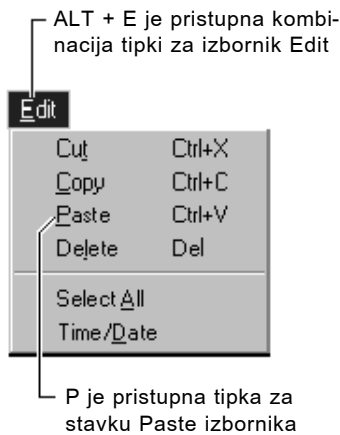 ALT + E je pristupna kombi-
nacija tipki za izbornik Edit
Edit
Cut Ctrl+X
Copy Ctrl+C
Paste Ctrl+V
Delete Del
Select All
Time/Date
P je pristupna tipka za
stavku Paste izbornika